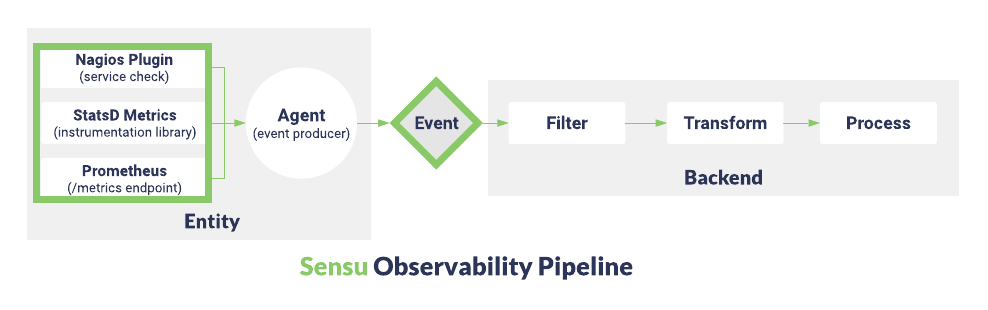 Nagios Plugin
(service check)
StatsD Metrics
(instrumentation library)
Prometheus
(/metrics endpoint)
Agent
(event producer)
Entity
Event
Filter
Transform
Process
Backend
Sensu Observability Pipeline